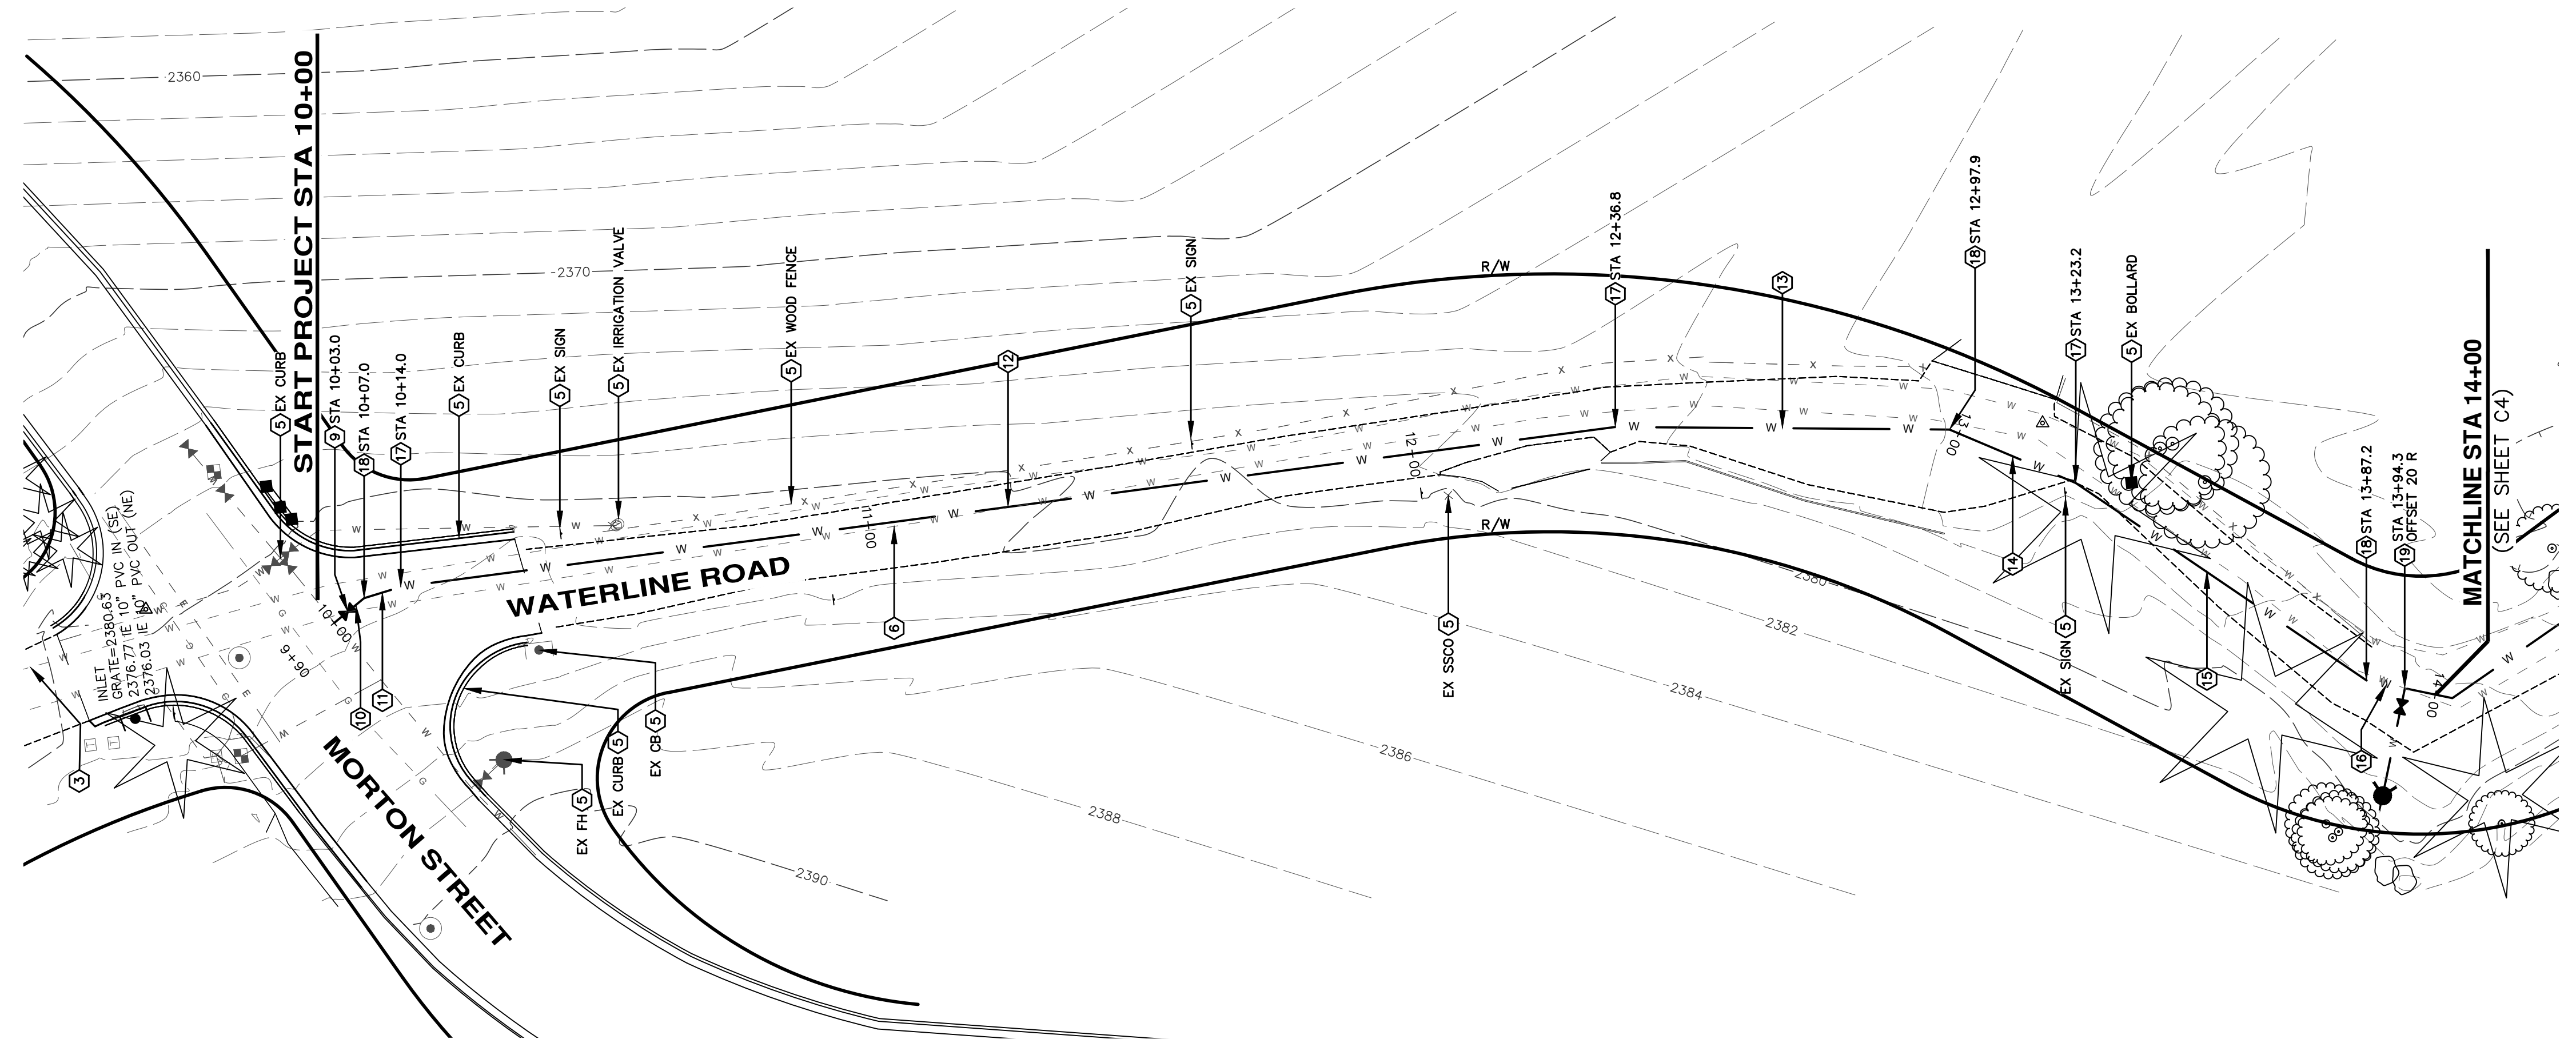 2360
START PROJECT STA 10+00
5 EX CURB
9 STA 10+03.0
18 STA 10+07.0
17 STA 10+14.0
5 EX CURB
5 EX SIGN
5 EX IRRIGATION VALVE
2370
5 EX WOOD FENCE
12
5 EX SIGN
R/W
17 STA 12+36.8
13
18 STA 12+97.9
17 STA 13+23.2
5 EX BOLLARD
18 STA 13+87.2
19 STA 13+94.3
OFFSET 20 R
MATCHLINE STA 14+00
(SEE SHEET C4)
INLET
GRATE=2380.63
2376.77 IE 10" PVC IN (SE)
2376.03 IE 10" PVC OUT (NE)
10+00
9+90
11+00
12+00
13+00
14+00
WATERLINE ROAD
R/W
3
10
11
6
EX SSCO 5
EX SIGN 5
14
15
16
EX CB 5
EX CURB 5
EX FH 5
MORTON STREET
2380
2382
2384
2386
2388
2390